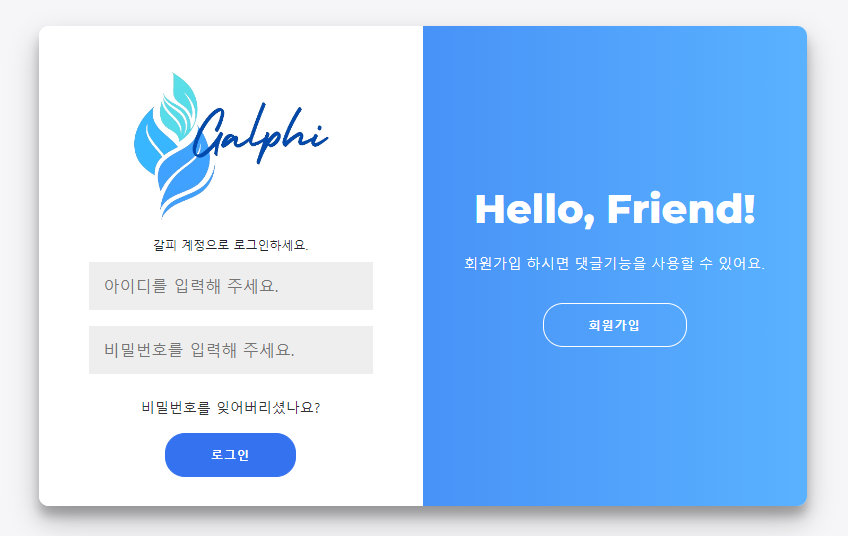 Galphi
갈피 계정으로 로그인하세요.
아이디를 입력해 주세요.
비밀번호를 입력해 주세요.
비밀번호를 잊어버리셨나요?
로그인
Hello, Friend!
회원가입 하시면 댓글기능을 사용할 수 있어요.
회원가입